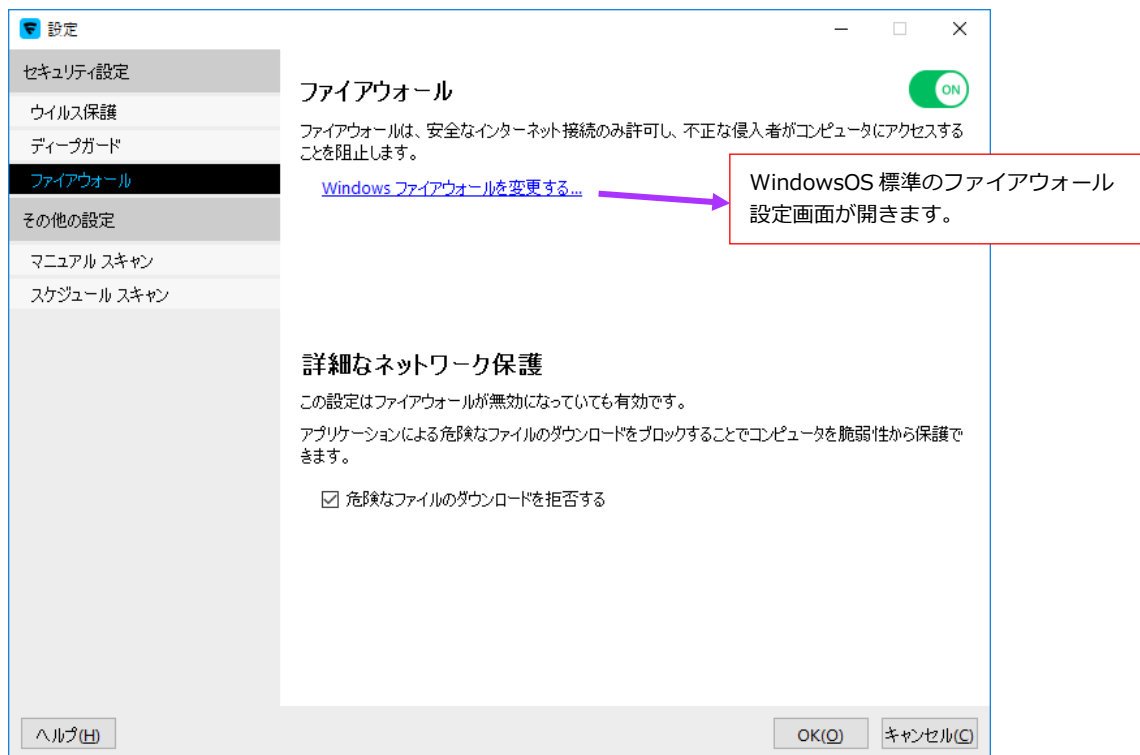 設定
セキュリティ設定
ウイルス保護
ディープガード
ファイアウォール
その他の設定
マニュアル スキャン
スケジュール スキャン
ファイアウォール
ON
ファイアウォールは、安全なインターネット接続のみ許可し、不正な侵入者がコンピュータにアクセスする
ことを阻止します。
Windows ファイアウォールを変更する...
WindowsOS 標準のファイアウォール
設定画面が開きます。
詳細なネットワーク保護
この設定はファイアウォールが無効になっていても有効です。
アプリケーションによる危険なファイルのダウンロードをブロックすることでコンピュータを脆弱性から保護で
きます。
危険なファイルのダウンロードを拒否する
ヘルプ(H)
OK(O)
キャンセル(C)